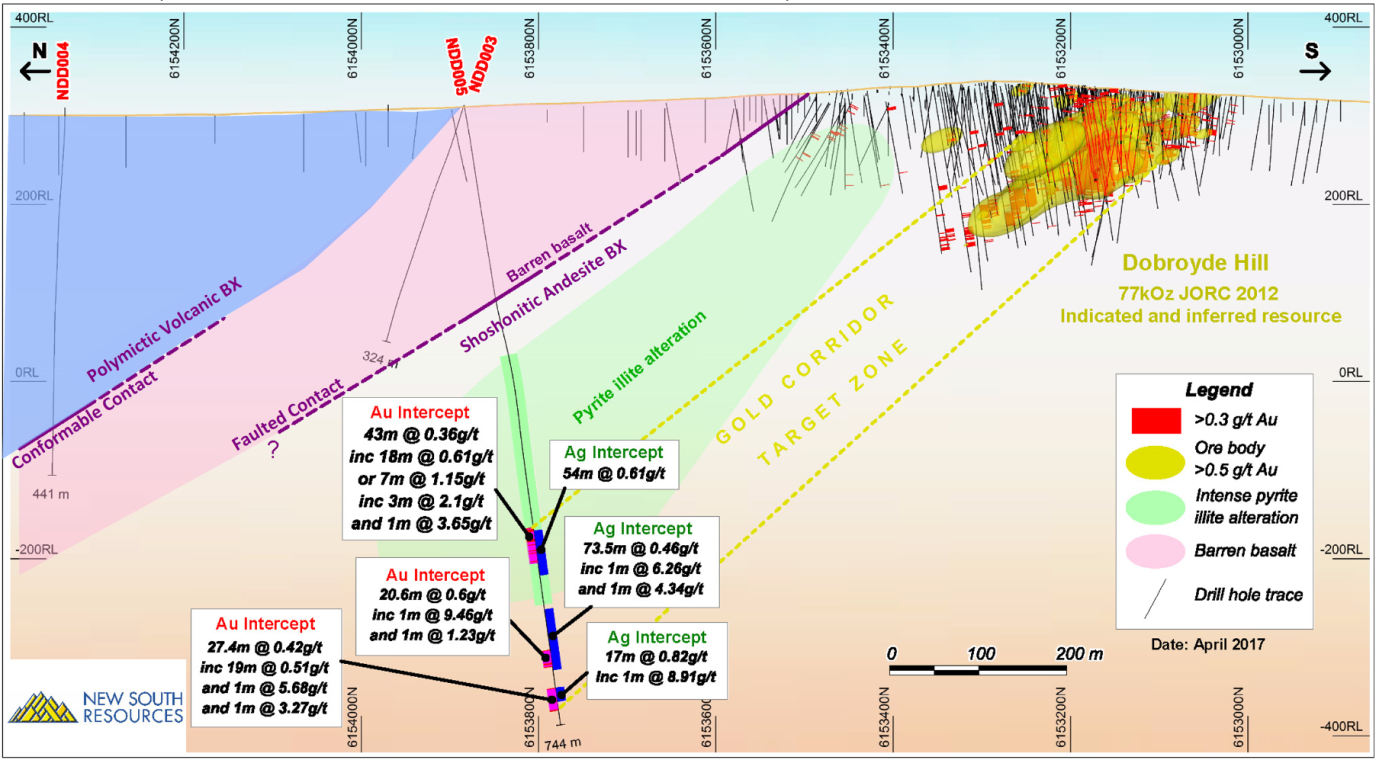 400RL
400RL
N
S
NDD004
6154200N
6154000N
NDD005
NDD003
6153800N
6153600N
6153400N
6153200N
6153000N
200RL
200RL
Barren basalt
Polymictic Volcanic BX
Shoshonitic Andesite BX
Dobroyde Hill
77kOz JORC 2012
Indicated and inferred resource
324 m
0RL
0RL
Conformable Contact
Faulted Contact
?
Pyrite illite alteration
GOLD CORRIDOR
TARGET ZONE
441 m
Au Intercept
43m @ 0.36g/t
inc 18m @ 0.61g/t
or 7m @ 1.15g/t
inc 3m @ 2.1g/t
and 1m @ 3.65g/t
Ag Intercept
54m @ 0.61g/t
Legend
>0.3 g/t Au
Ore body
>0.5 g/t Au
Intense pyrite
illite alteration
Barren basalt
Drill hole trace
-200RL
-200RL
Ag Intercept
73.5m @ 0.46g/t
inc 1m @ 6.26g/t
and 1m @ 4.34g/t
Au Intercept
20.6m @ 0.6g/t
inc 1m @ 9.46g/t
and 1m @ 1.23g/t
Au Intercept
27.4m @ 0.42g/t
inc 19m @ 0.51g/t
and 1m @ 5.68g/t
and 1m @ 3.27g/t
Ag Intercept
17m @ 0.82g/t
inc 1m @ 8.91g/t
Date: April 2017
0 100 200 m
NEW SOUTH
RESOURCES
6154000N
6153800N
744 m
6153600N
6153400N
6153200N
6153000N
-400RL